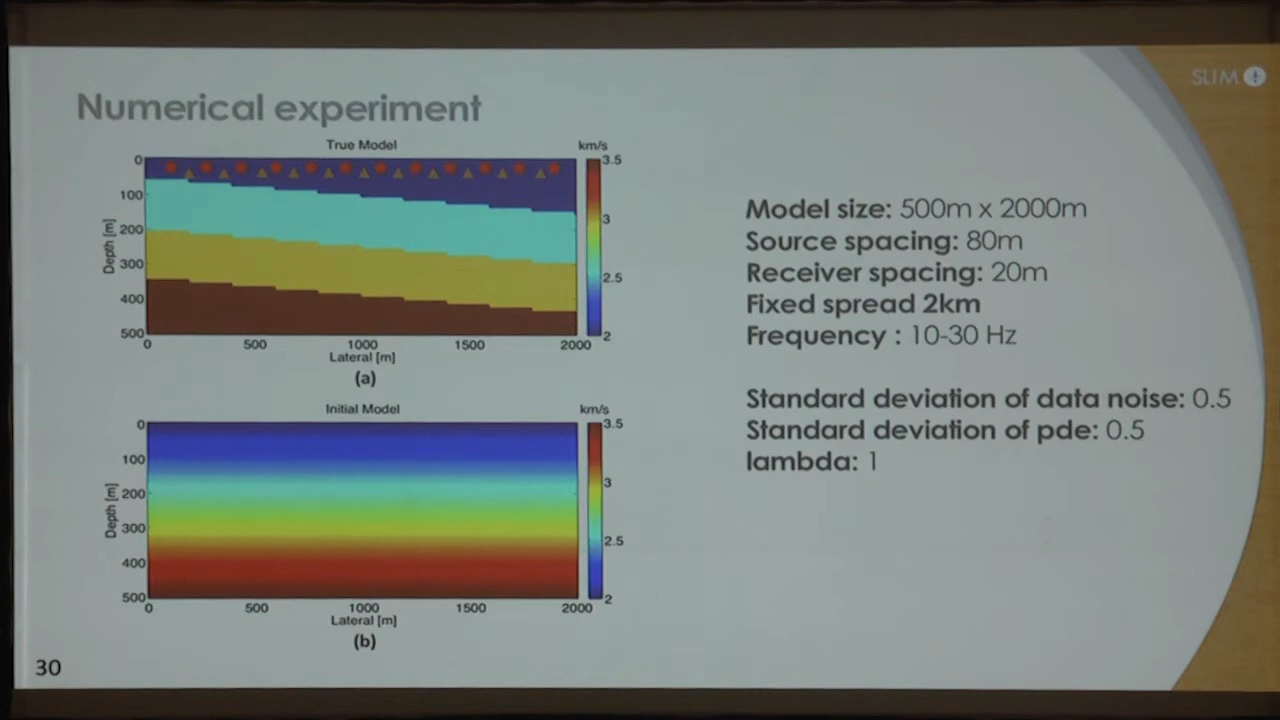 SLIM
Numerical experiment
True Model
km/s
0
100
200
300
400
500
Depth [m]
3.5
3
2.5
2
0 500 1000 1500 2000
Lateral [m]
(a)
Initial Model
km/s
0
100
200
300
400
500
Depth [m]
3.5
3
2.5
2
0 500 1000 1500 2000
Lateral [m]
(b)
Model size: 500m x 2000m
Source spacing: 80m
Receiver spacing: 20m
Fixed spread 2km
Frequency : 10-30 Hz
Standard deviation of data noise: 0.5
Standard deviation of pde: 0.5
lambda: 1
30